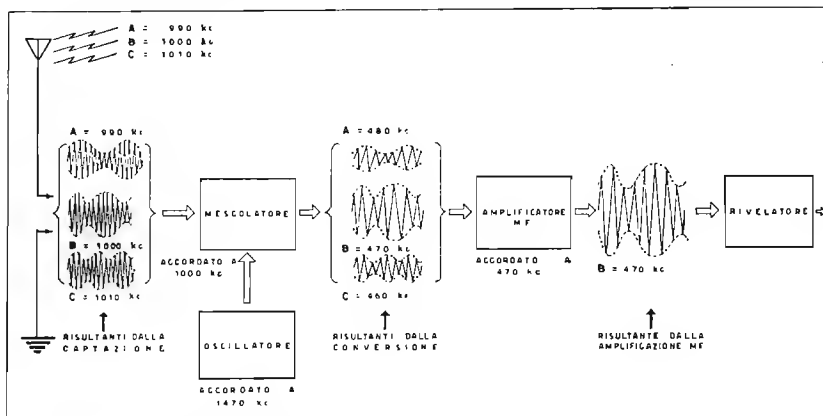 A = 990 kc
B = 1000 kc
C = 1010 kc
A = 990 kc
B = 1000 kc
C = 1010 kc
RISULTANTI DALLA
CAPTAZIONE
MESCOLATORE
ACCORDATO A
1000 kc
OSCILLATORE
ACCORDATO A
1470 kc
A = 480 kc
B = 470 kc
C = 460 kc
RISULTANTI DALLA
CONVERSIONE
AMPLIFICATORE
MF
ACCORDATO A
470 kc
B = 470 kc
RISULTANTE DALLA
AMPLIFICAZIONE MF
RIVELATORE